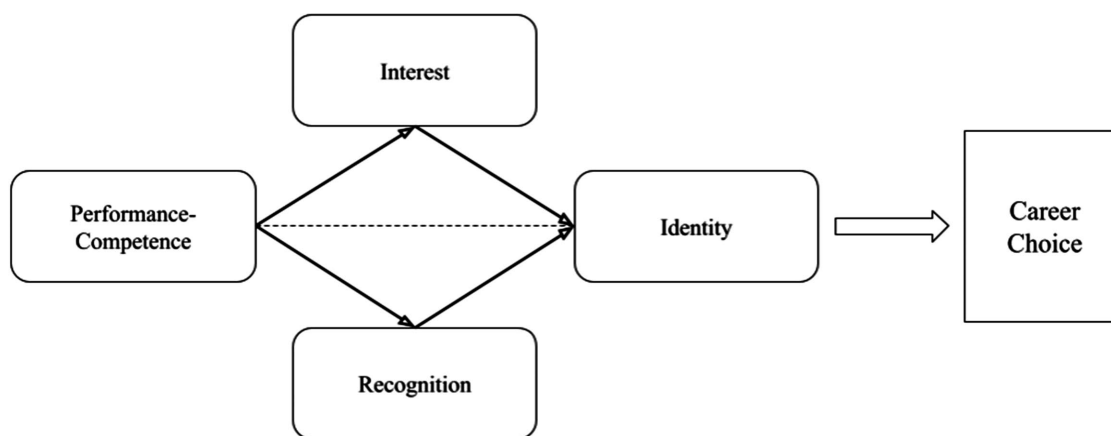 Interest
Performance-
Competence
Identity
Career
Choice
Recognition